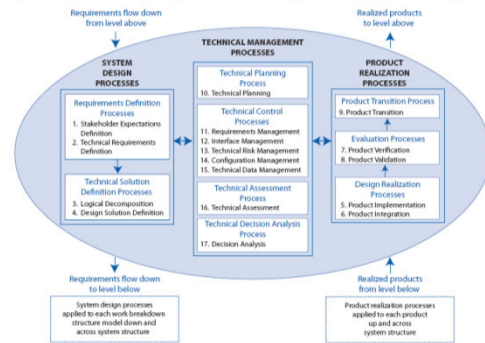 Requirements flow down
from level above
Realized products
to level above
SYSTEM
DESIGN
PROCESSES
Requirements Definition
Processes
1. Stakeholder Expectations
Definition
2. Technical Requirements
Definition
Technical Solution
Definition Processes
3. Logical Decomposition
4. Design Solution Definition
TECHNICAL MANAGEMENT
PROCESSES
Technical Planning
Process
10. Technical Planning
Technical Control
Processes
11. Requirements Management
12. Interface Management
13. Technical Risk Management
14. Configuration Management
15. Technical Data Management
Technical Assessment
Process
16. Technical Assessment
Technical Decision Analysis
Process
17. Decision Analysis
PRODUCT
REALIZATION
PROCESSES
Product Transition Process
9. Product Transition
Evaluation Processes
7. Product Verification
8. Product Validation
Design Realization
Processes
5. Product Implementation
6. Product Integration
Requirements flow down
to level below
Realized products
from level below
System design processes
applied to each work breakdown
structure model down and
across system structure
Product realization processes
applied to each product
up and across
system structure